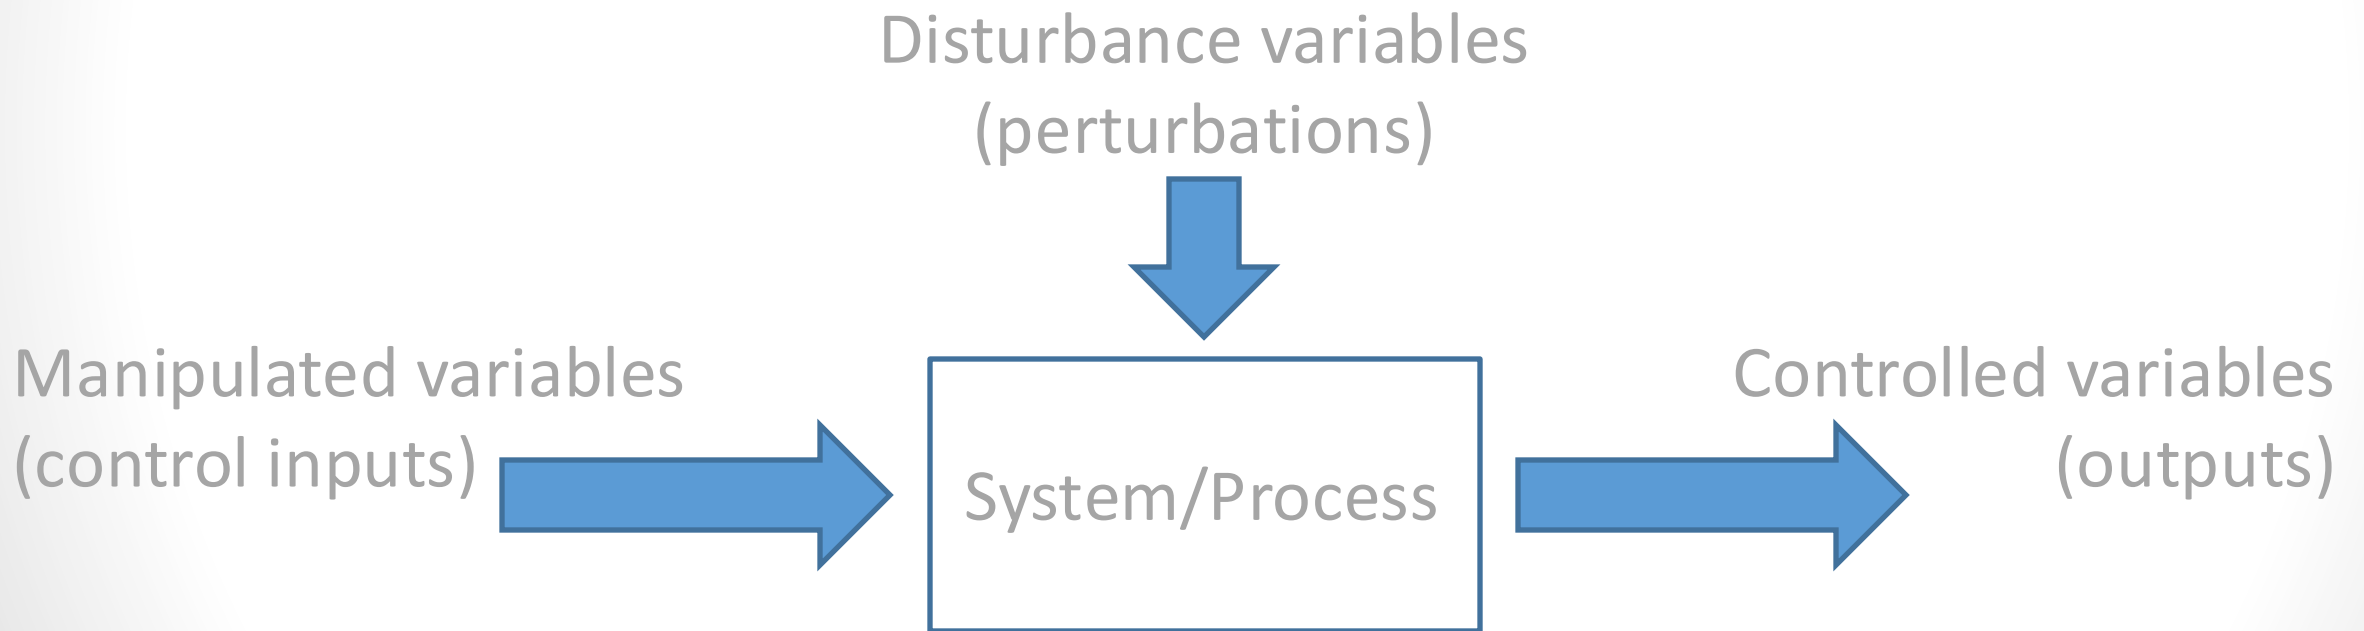 Disturbance variables
(perturbations)
Manipulated variables
(control inputs)
System/Process
Controlled variables
(outputs)